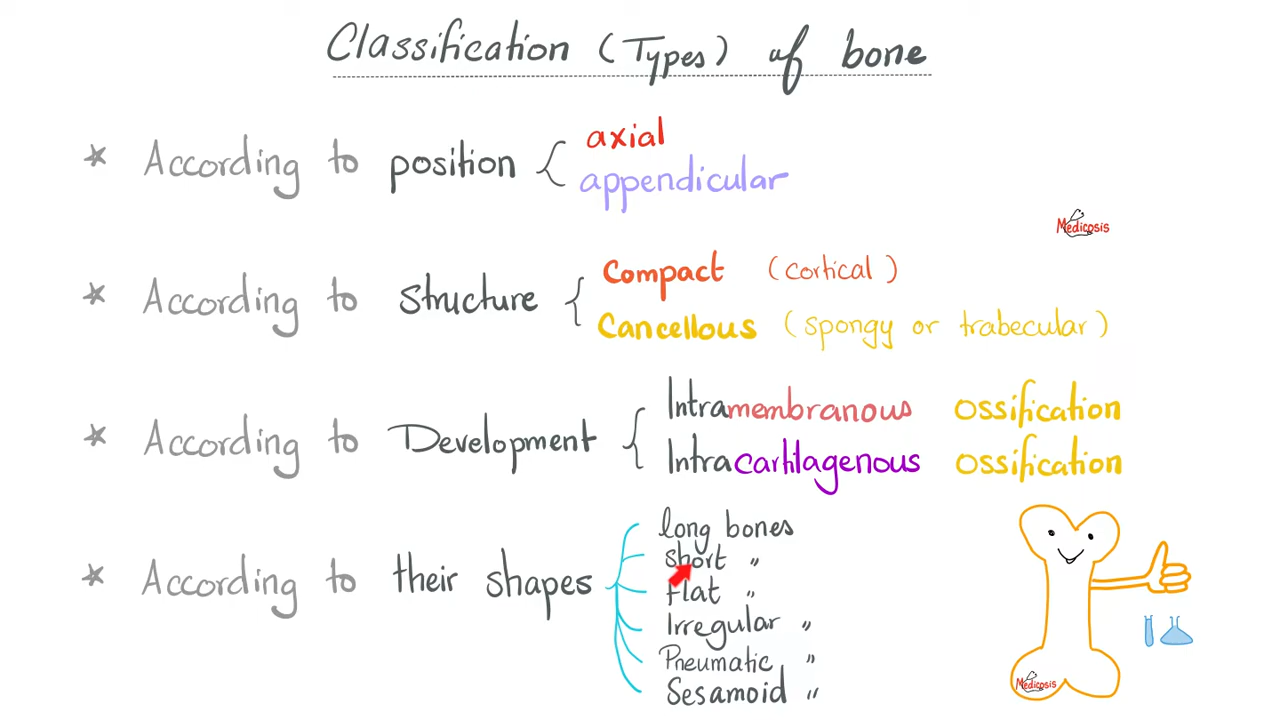 Classification (Types) of bone
* According to position { axial
appendicular
Medicosis
* According to structure { Compact (cortical)
Cancellous (spongy or trabecular)
* According to Development { Intramembranous Ossification
Intracartilagenous Ossification
* According to their shapes long bones
short "
Flat "
Irregular "
Pneumatic "
Sesamoid "
Medicosis